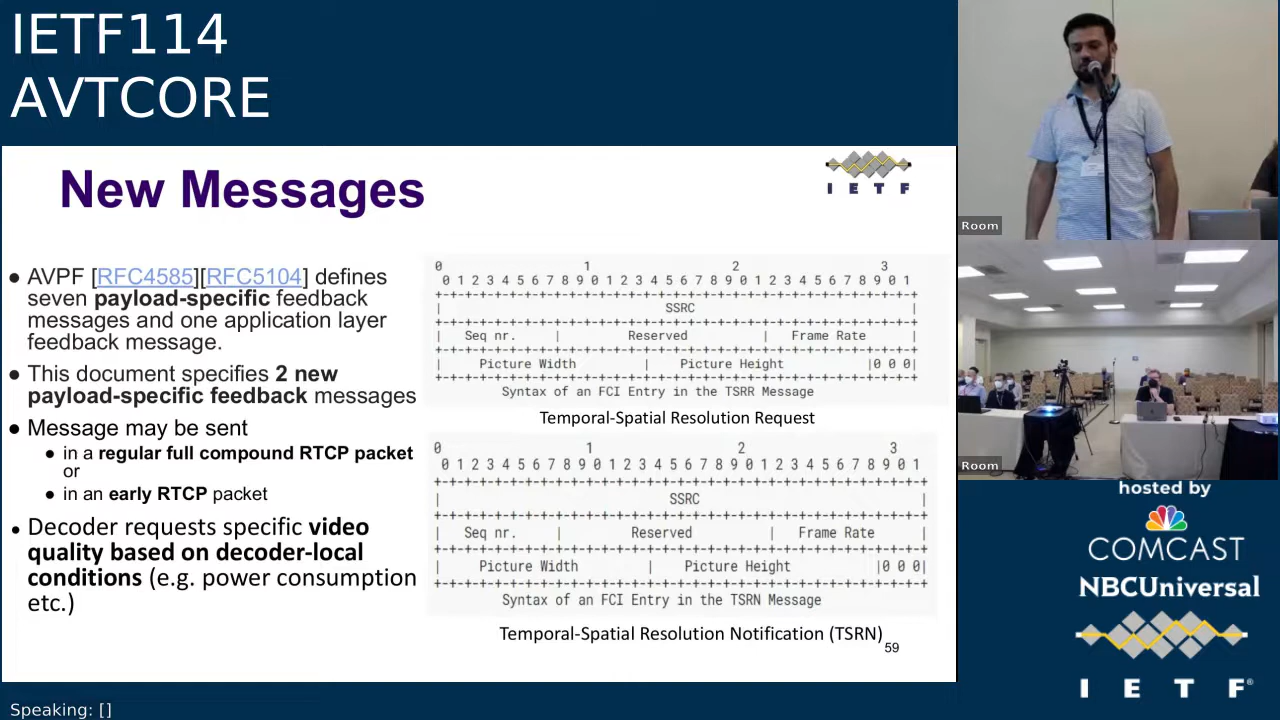 IETF114
AVTCORE
New Messages
I E T F
● AVPF [RFC4585][RFC5104] defines
seven payload-specific feedback
messages and one application layer
feedback message.
● This document specifies 2 new
payload-specific feedback messages
● Message may be sent
● in a regular full compound RTCP packet
or
● in an early RTCP packet
• Decoder requests specific video
quality based on decoder-local
conditions (e.g. power consumption
etc.)
0 1 2 3
0 1 2 3 4 5 6 7 8 9 0 1 2 3 4 5 6 7 8 9 0 1 2 3 4 5 6 7 8 9 0 1
+-+-+-+-+-+-+-+-+-+-+-+-+-+-+-+-+-+-+-+-+-+-+-+-+-+-+-+-+-+-+-+-+
| SSRC |
+-+-+-+-+-+-+-+-+-+-+-+-+-+-+-+-+-+-+-+-+-+-+-+-+-+-+-+-+-+-+-+-+
| Seq nr. | Reserved | Frame Rate |
+-+-+-+-+-+-+-+-+-+-+-+-+-+-+-+-+-+-+-+-+-+-+-+-+-+-+-+-+-+-+-+-+
| Picture Width | Picture Height |0 0 0|
+-+-+-+-+-+-+-+-+-+-+-+-+-+-+-+-+-+-+-+-+-+-+-+-+-+-+-+-+-+-+-+-+
Syntax of an FCI Entry in the TSRR Message
Temporal-Spatial Resolution Request
0 1 2 3
0 1 2 3 4 5 6 7 8 9 0 1 2 3 4 5 6 7 8 9 0 1 2 3 4 5 6 7 8 9 0 1
+-+-+-+-+-+-+-+-+-+-+-+-+-+-+-+-+-+-+-+-+-+-+-+-+-+-+-+-+-+-+-+-+
| SSRC |
+-+-+-+-+-+-+-+-+-+-+-+-+-+-+-+-+-+-+-+-+-+-+-+-+-+-+-+-+-+-+-+-+
| Seq nr. | Reserved | Frame Rate |
+-+-+-+-+-+-+-+-+-+-+-+-+-+-+-+-+-+-+-+-+-+-+-+-+-+-+-+-+-+-+-+-+
| Picture Width | Picture Height |0 0 0|
+-+-+-+-+-+-+-+-+-+-+-+-+-+-+-+-+-+-+-+-+-+-+-+-+-+-+-+-+-+-+-+-+
Syntax of an FCI Entry in the TSRN Message
Temporal-Spatial Resolution Notification (TSRN)
59
Room
Room
hosted by
COMCAST
NBCUniversal
I E T F®
Speaking: []